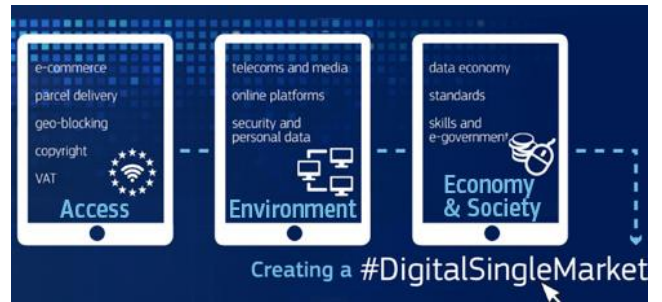 e-commerce
parcel delivery
geo-blocking
copyright
VAT
Access
telecoms and media
online platforms
security and
personal data
Environment
data economy
standards
skills and
e-government
Economy
& Society
Creating a #DigitalSingleMarket